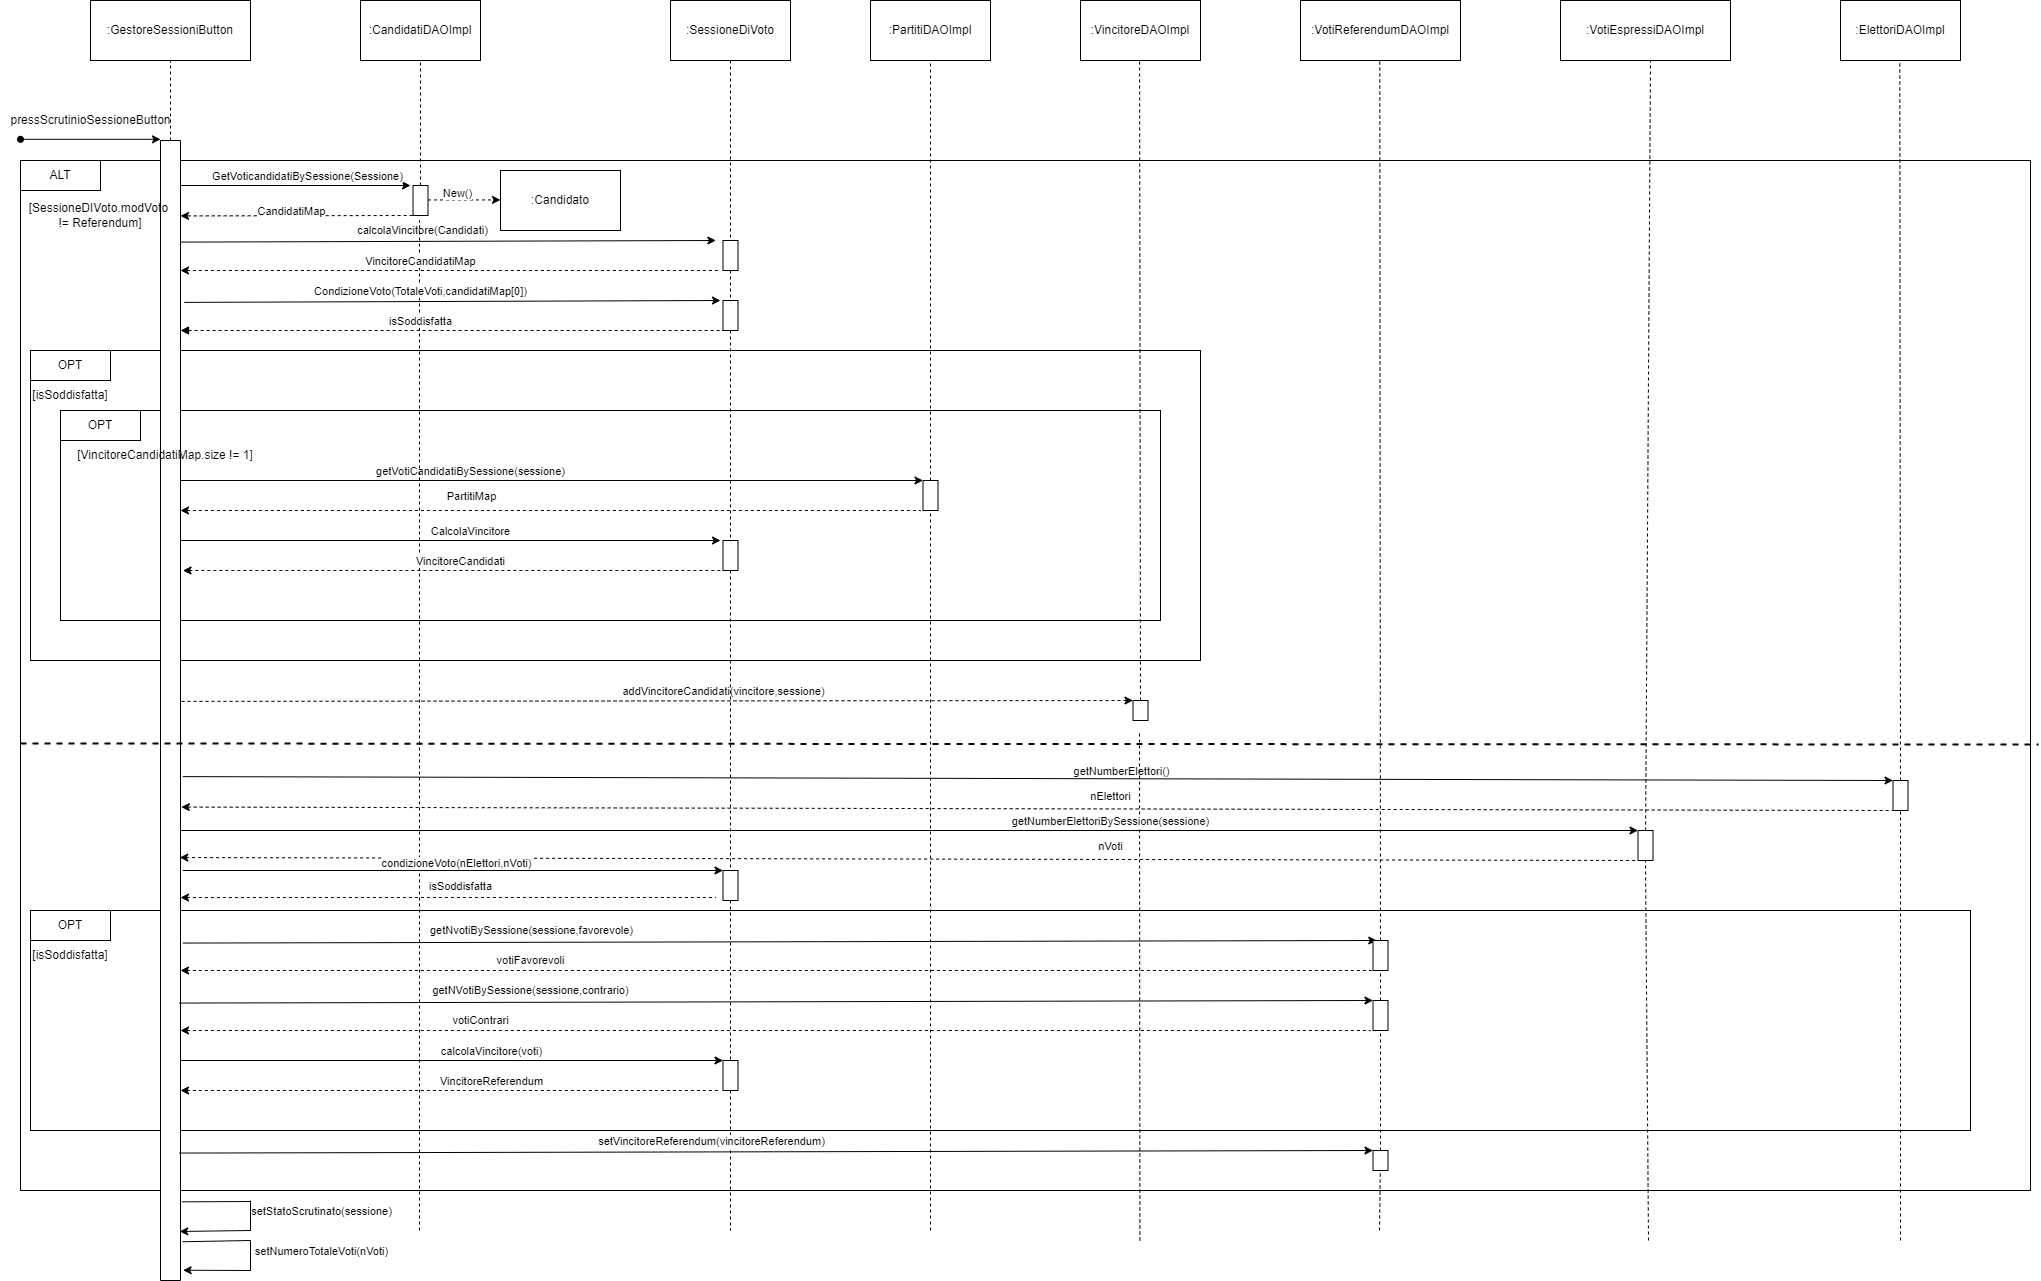 :GestoreSessioniButton
:CandidatiDAOImpl
:SessioneDiVoto
:PartitiDAOImpl
:VincitoreDAOImpl
:VotiReferendumDAOImpl
:VotiEspressiDAOImpl
:ElettoriDAOImpl
pressScrutinioSessioneButton
ALT
[SessioneDIVoto.modVoto
!= Referendum]
GetVoticandidatiBySessione(Sessione)
New()
:Candidato
CandidatiMap
calcolaVincitore(Candidati)
VincitoreCandidatiMap
CondizioneVoto(TotaleVoti,candidatiMap[0])
isSoddisfatta
OPT
[isSoddisfatta]
OPT
[VincitoreCandidatiMap.size != 1]
getVotiCandidatiBySessione(sessione)
PartitiMap
CalcolaVincitore
VincitoreCandidati
addVincitoreCandidati(vincitore,sessione)
getNumberElettori()
nElettori
getNumberElettoriBySessione(sessione)
nVoti
condizioneVoto(nElettori,nVoti)
isSoddisfatta
OPT
[isSoddisfatta]
getNvotiBySessione(sessione,favorevole)
votiFavorevoli
getNVotiBySessione(sessione,contrario)
votiContrari
calcolaVincitore(voti)
VincitoreReferendum
setVincitoreReferendum(vincitoreReferendum)
setStatoScrutinato(sessione)
setNumeroTotaleVoti(nVoti)